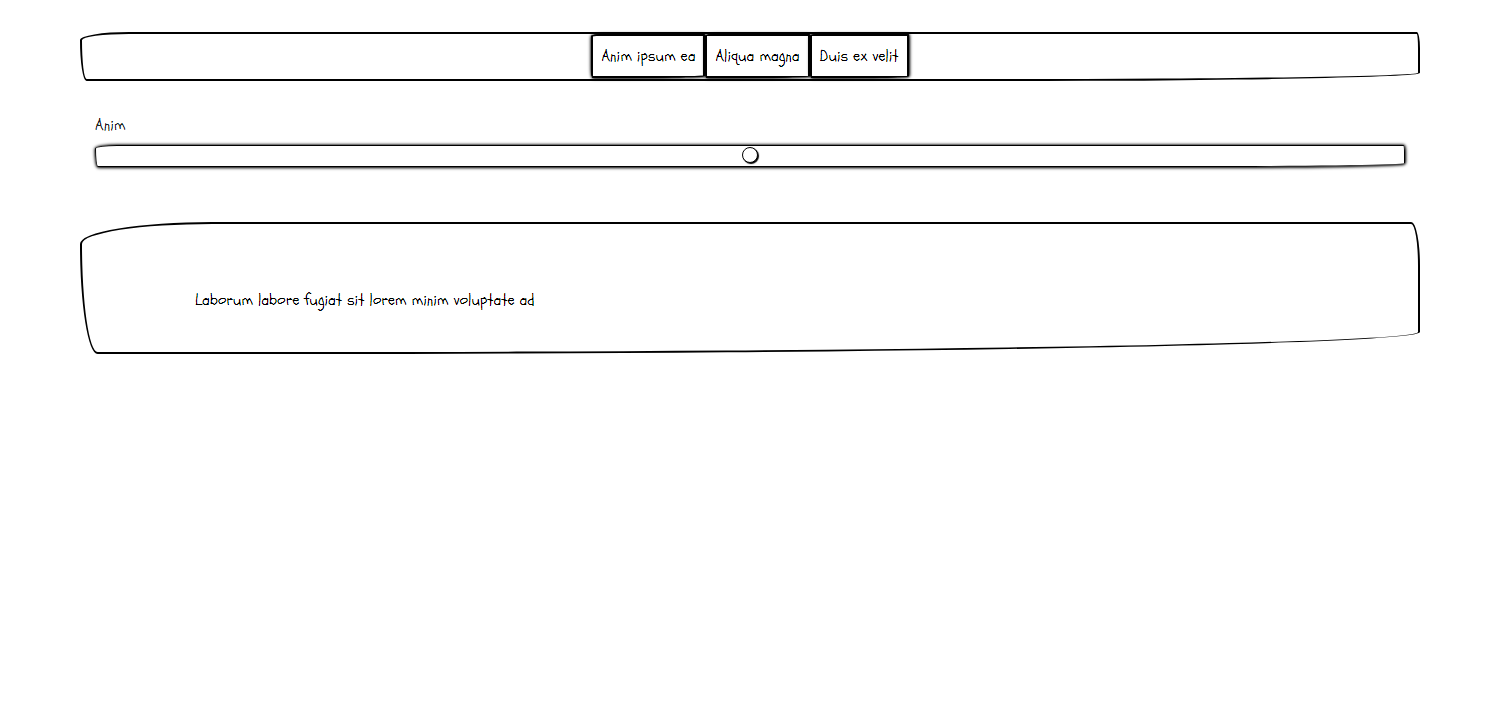 Anim ipsum ea Aliqua magna Duis ex velit
Anim
Laborum labore fugiat sit lorem minim voluptate ad